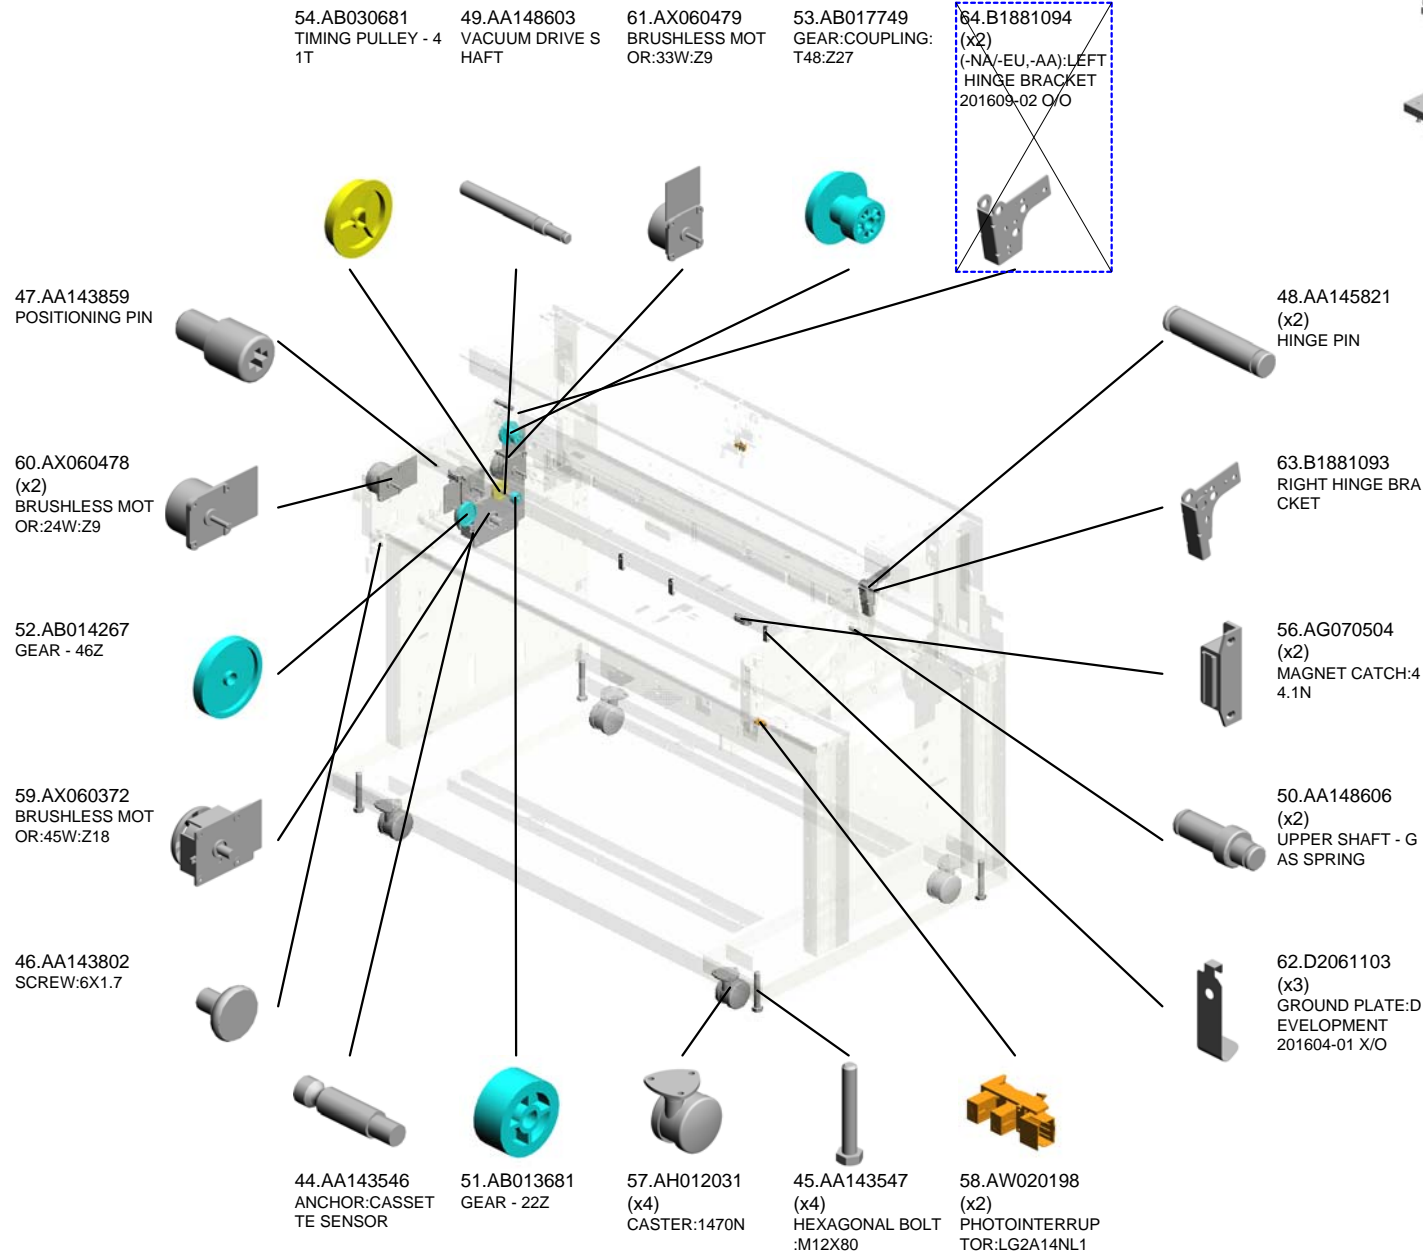 54.AB030681
TIMING PULLEY - 4
1T
49.AA148603
VACUUM DRIVE S
HAFT
61.AX060479
BRUSHLESS MOT
OR:33W:Z9
53.AB017749
GEAR:COUPLING:
T48:Z27
64.B1881094
(x2)
(-NA/-EU,-AA):LEFT
HINGE BRACKET
201609-02 O/O
47.AA143859
POSITIONING PIN
48.AA145821
(x2)
HINGE PIN
60.AX060478
(x2)
BRUSHLESS MOT
OR:24W:Z9
63.B1881093
RIGHT HINGE BRA
CKET
52.AB014267
GEAR - 46Z
56.AG070504
(x2)
MAGNET CATCH:4
4.1N
59.AX060372
BRUSHLESS MOT
OR:45W:Z18
50.AA148606
(x2)
UPPER SHAFT - G
AS SPRING
46.AA143802
SCREW:6X1.7
62.D2061103
(x3)
GROUND PLATE:D
EVELOPMENT
201604-01 X/O
44.AA143546
ANCHOR:CASSET
TE SENSOR
51.AB013681
GEAR - 22Z
57.AH012031
(x4)
CASTER:1470N
45.AA143547
(x4)
HEXAGONAL BOLT
:M12X80
58.AW020198
(x2)
PHOTOINTERRUP
TOR:LG2A14NL1